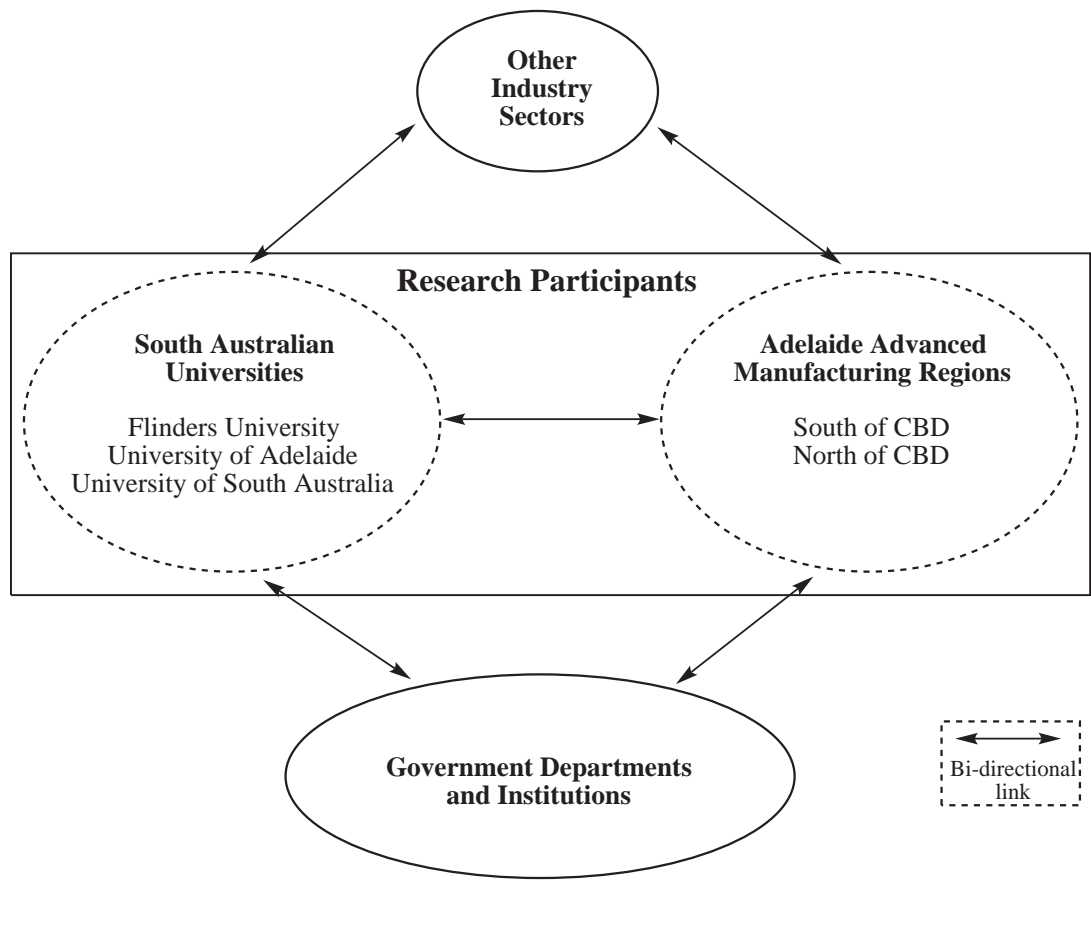 Other
Industry
Sectors
Research Participants
South Australian
Universities
Flinders University
University of Adelaide
University of South Australia
Adelaide Advanced
Manufacturing Regions
South of CBD
North of CBD
Government Departments
and Institutions
Bi-directional
link